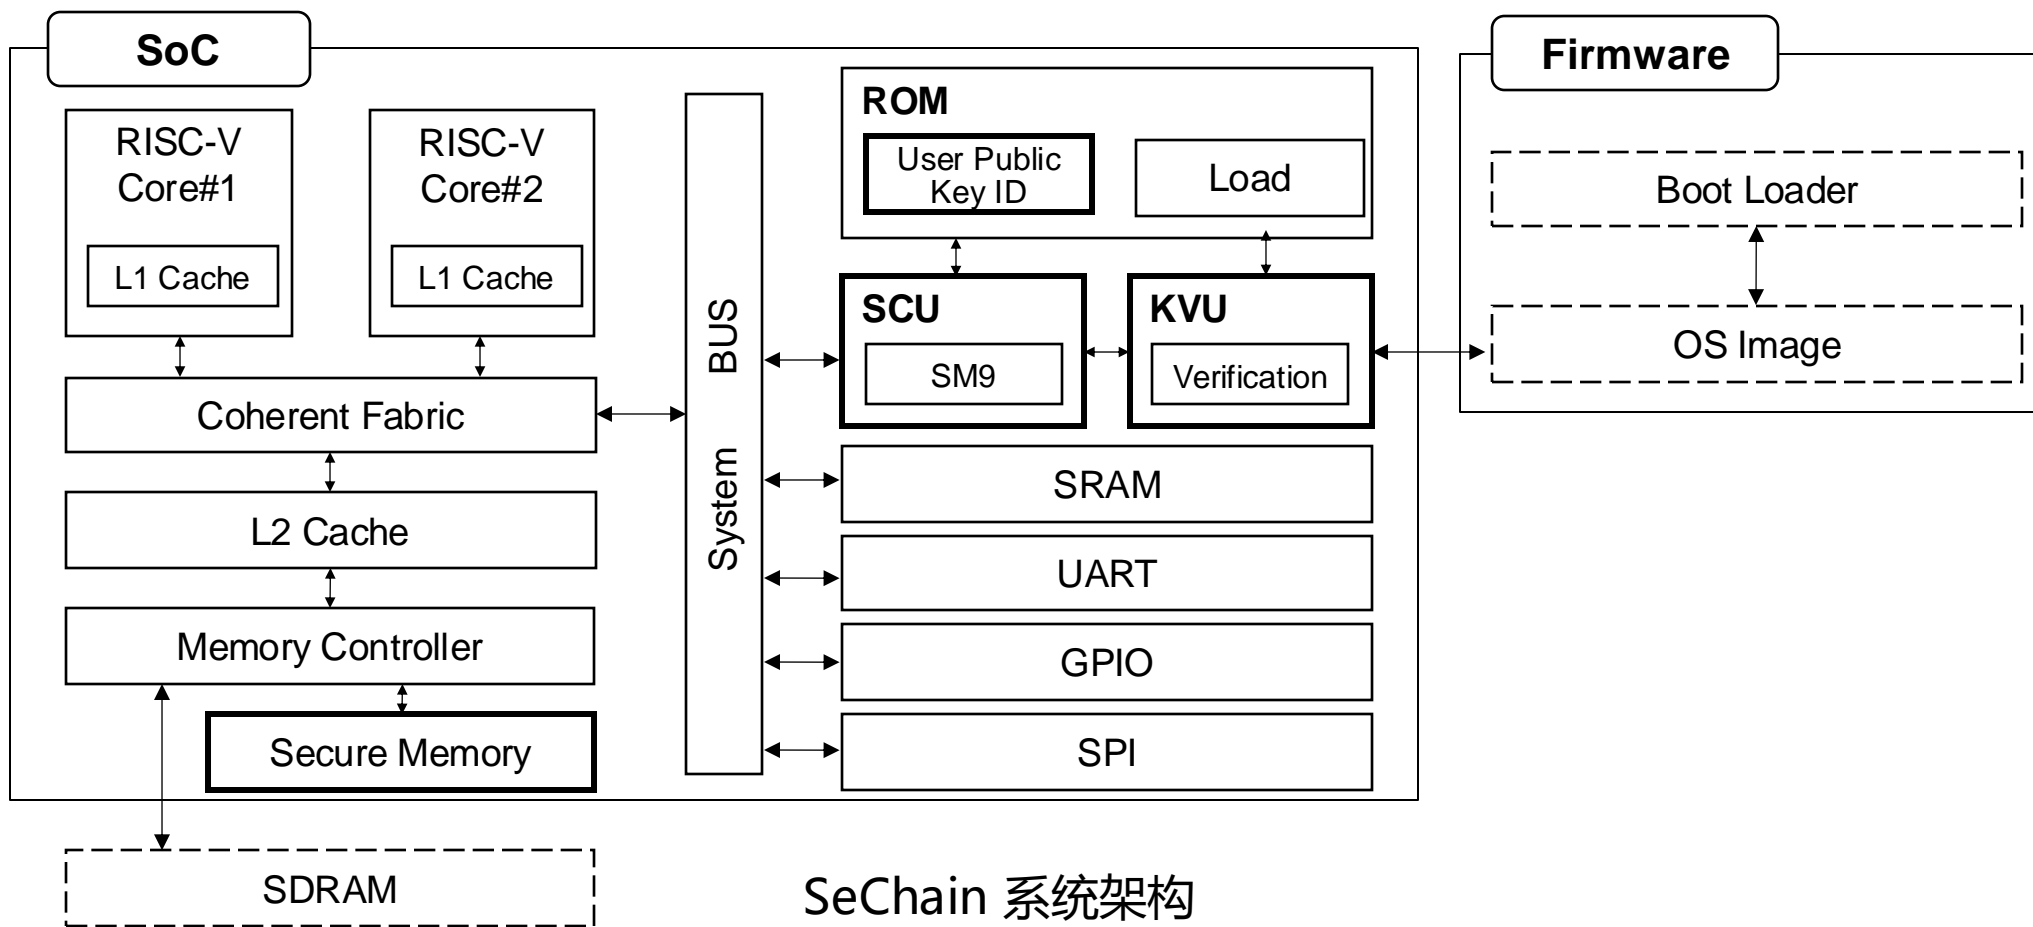 SoC
RISC-V
Core#1
L1 Cache
RISC-V
Core#2
L1 Cache
Coherent Fabric
L2 Cache
Memory Controller
Secure Memory
SDRAM
System BUS
ROM
User Public
Key ID
Load
SCU
SM9
KVU
Verification
SRAM
UART
GPIO
SPI
Firmware
Boot Loader
OS Image
SeChain 系统架构